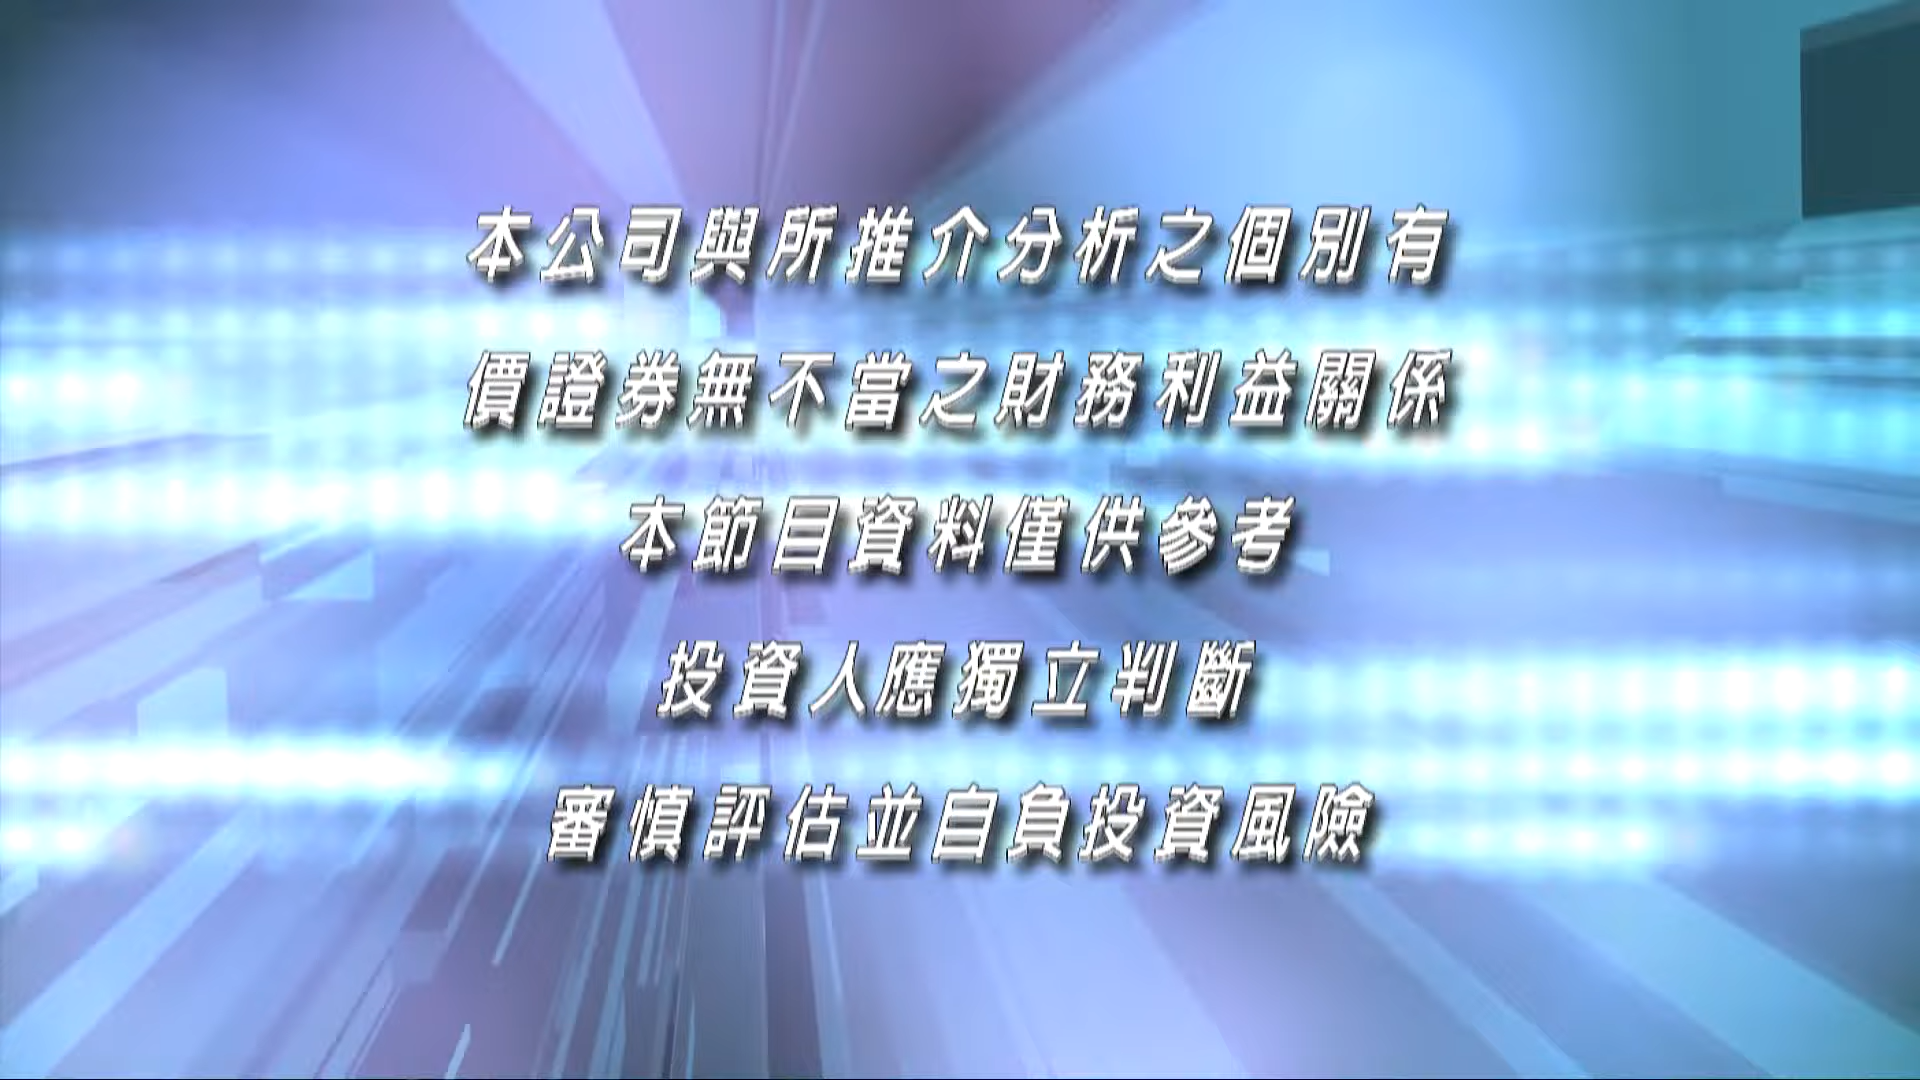 本公司與所推介分析之個別有
價證券無不當之財務利益關係
本節目資料僅供參考
投資人應獨立判斷
審慎評估並自負投資風險